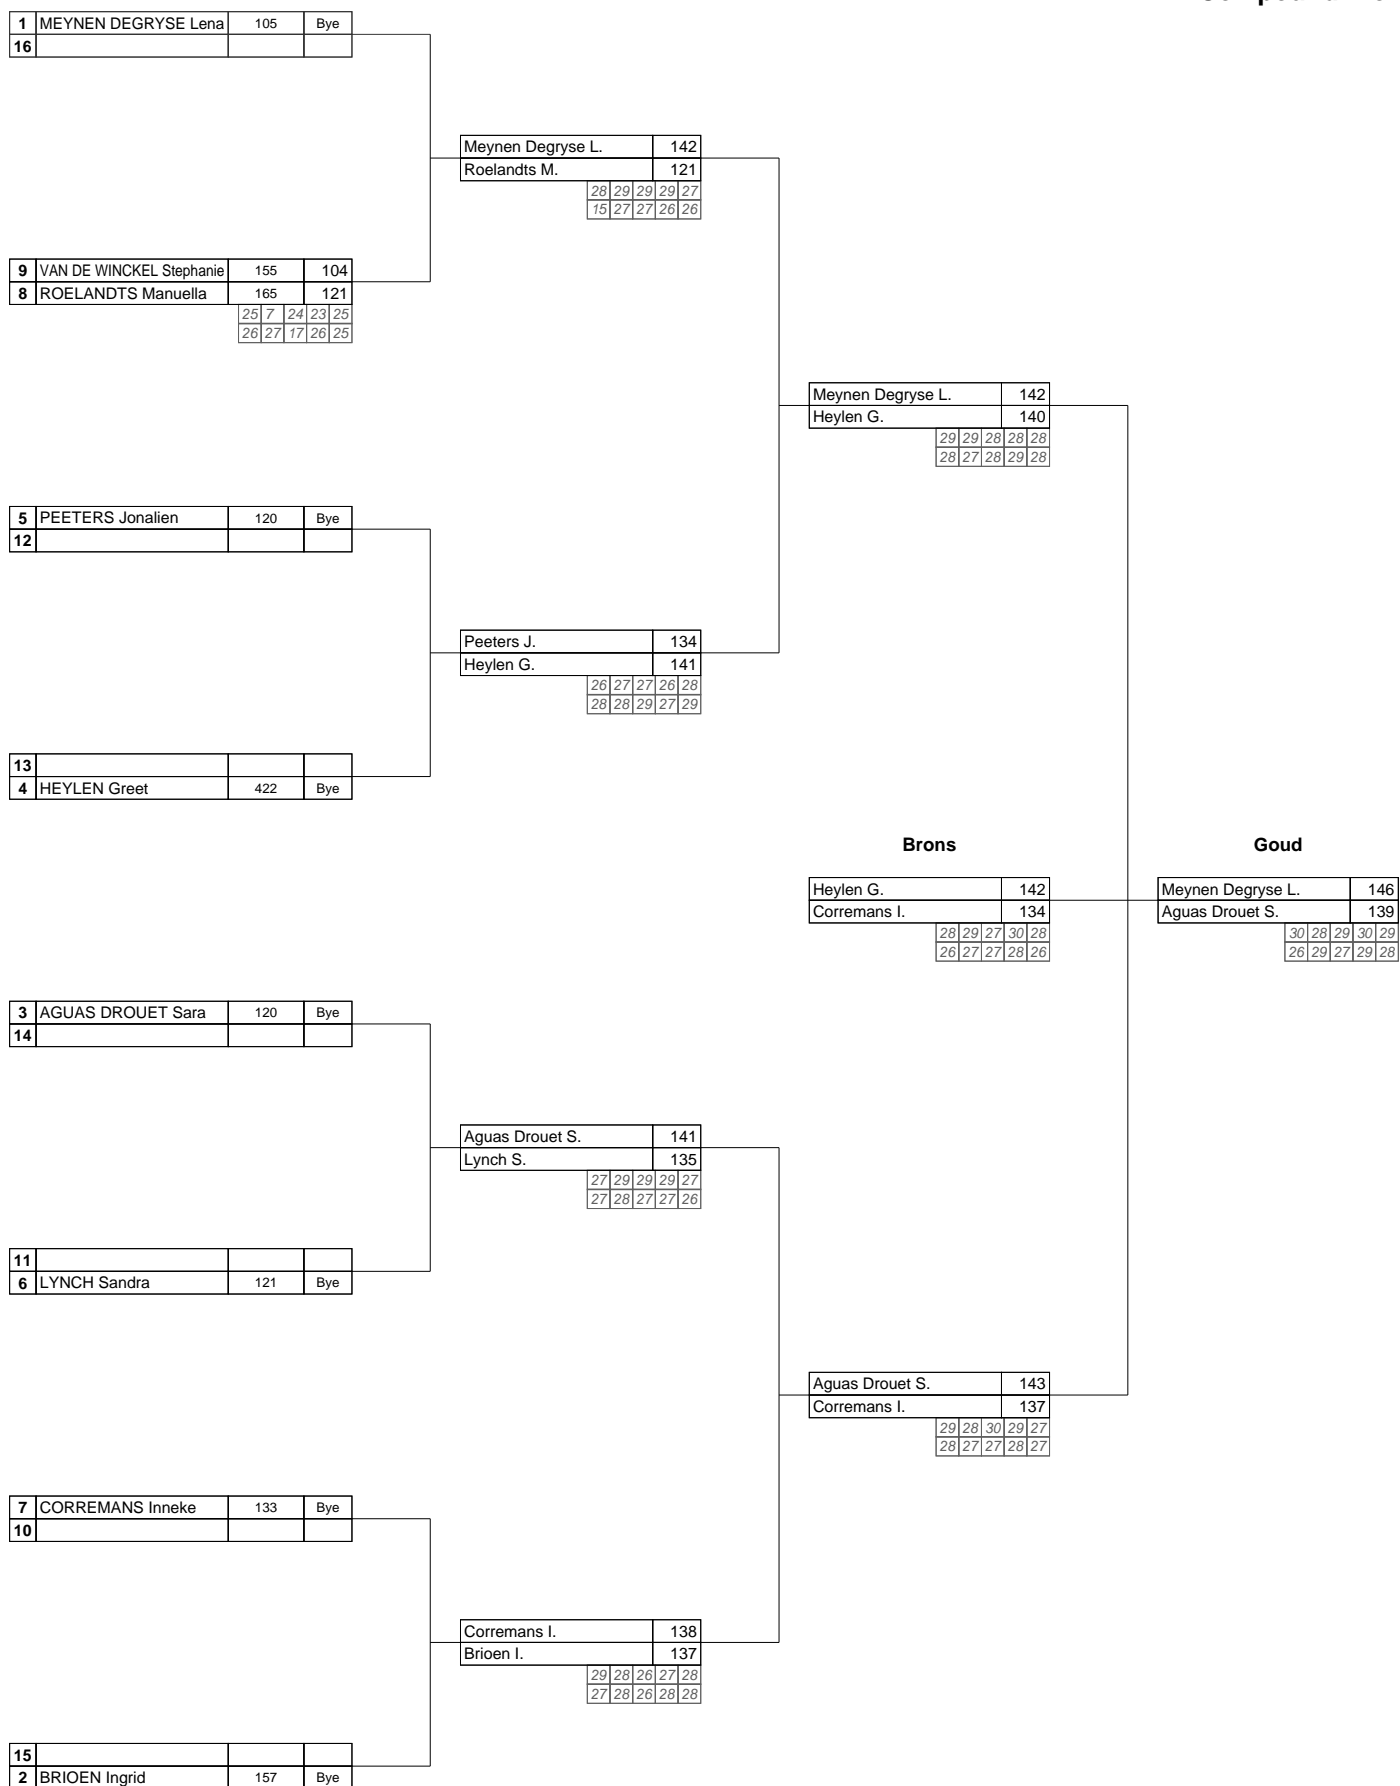 1 MEYNEN DEGRYSE Lena 105 Bye
16
Meynen Degryse L. 142
Roelandts M. 121
28 29 29 29 27
15 27 27 26 26
9 VAN DE WINCKEL Stephanie 155 104
8 ROELANDTS Manuella 165 121
25 7 24 23 25
26 27 17 26 25
Meynen Degryse L. 142
Heylen G. 140
29 29 28 28 28
28 27 28 29 28
5 PEETERS Jonalien 120 Bye
12
Peeters J. 134
Heylen G. 141
26 27 27 26 28
28 28 29 27 29
13
4 HEYLEN Greet 422 Bye
Brons Goud
Heylen G. 142 Meynen Degryse L. 146
Corremans I. 134 Aguas Drouet S. 139
28 29 27 30 28 30 28 29 30 29
26 27 27 28 26 26 29 27 29 28
3 AGUAS DROUET Sara 120 Bye
14
Aguas Drouet S. 141
Lynch S. 135
27 29 29 29 27
27 28 27 27 26
11
6 LYNCH Sandra 121 Bye
Aguas Drouet S. 143
Corremans I. 137
29 28 30 29 27
28 27 27 28 27
7 CORREMANS Inneke 133 Bye
10
Corremans I. 138
Brioen I. 137
29 28 26 27 28
27 28 26 28 28
15
2 BRIOEN Ingrid 157 Bye